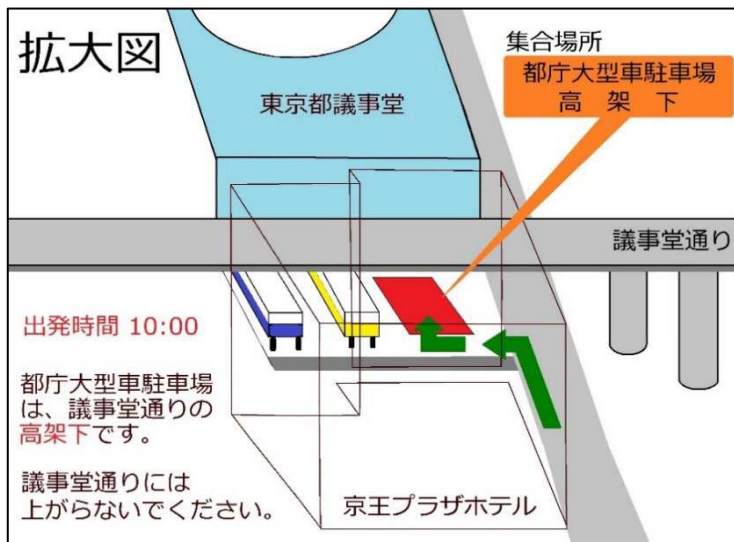 拡大図
集合場所
都庁大型車駐車場
高 架 下
東京都議事堂
議事堂通り
出発時間 10:00
都庁大型車駐車場
は、議事堂通りの
高架下です。
議事堂通りには
上がらないでください。
京王プラザホテル